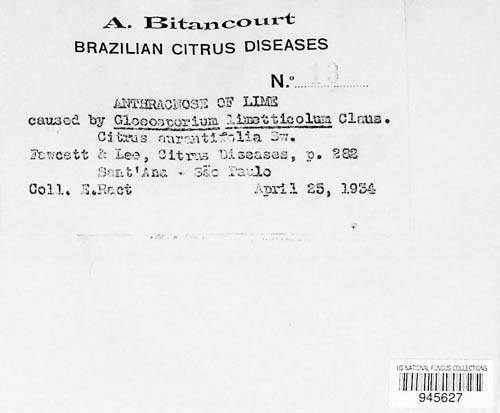 A. Bitancourt
BRAZILIAN CITRUS DISEASES
N.º 13
ANTHRACNOSE OF LIME
caused by Gloeosporium limetticolum Claus.
Citrus aurantifolia Sw.
Fawcett & Lee, Citrus Diseases, p. 282
Sant'Ana - São Paulo
Coll. E.Ract April 25, 1934
US NATIONAL FUNGUS COLLECTIONS
945627